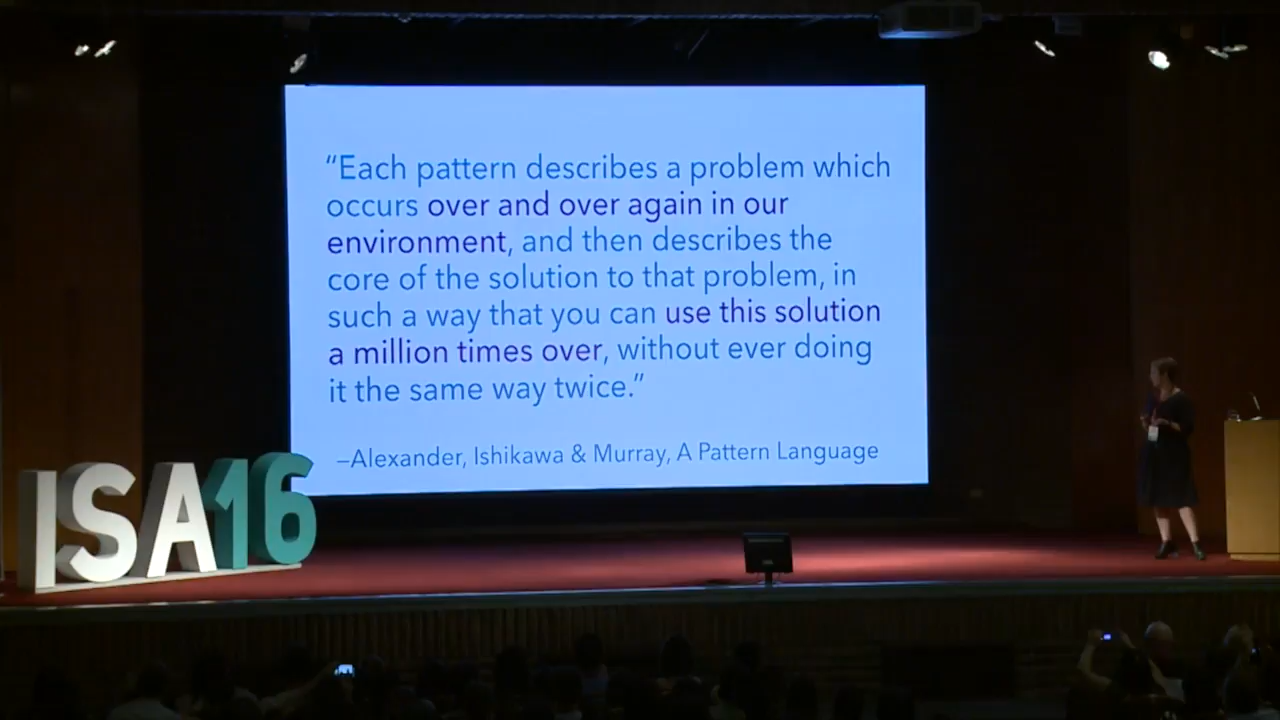 “Each pattern describes a problem which
occurs over and over again in our
environment, and then describes the
core of the solution to that problem, in
such a way that you can use this solution
a million times over, without ever doing
it the same way twice.”
–Alexander, Ishikawa & Murray, A Pattern Language
ISA16